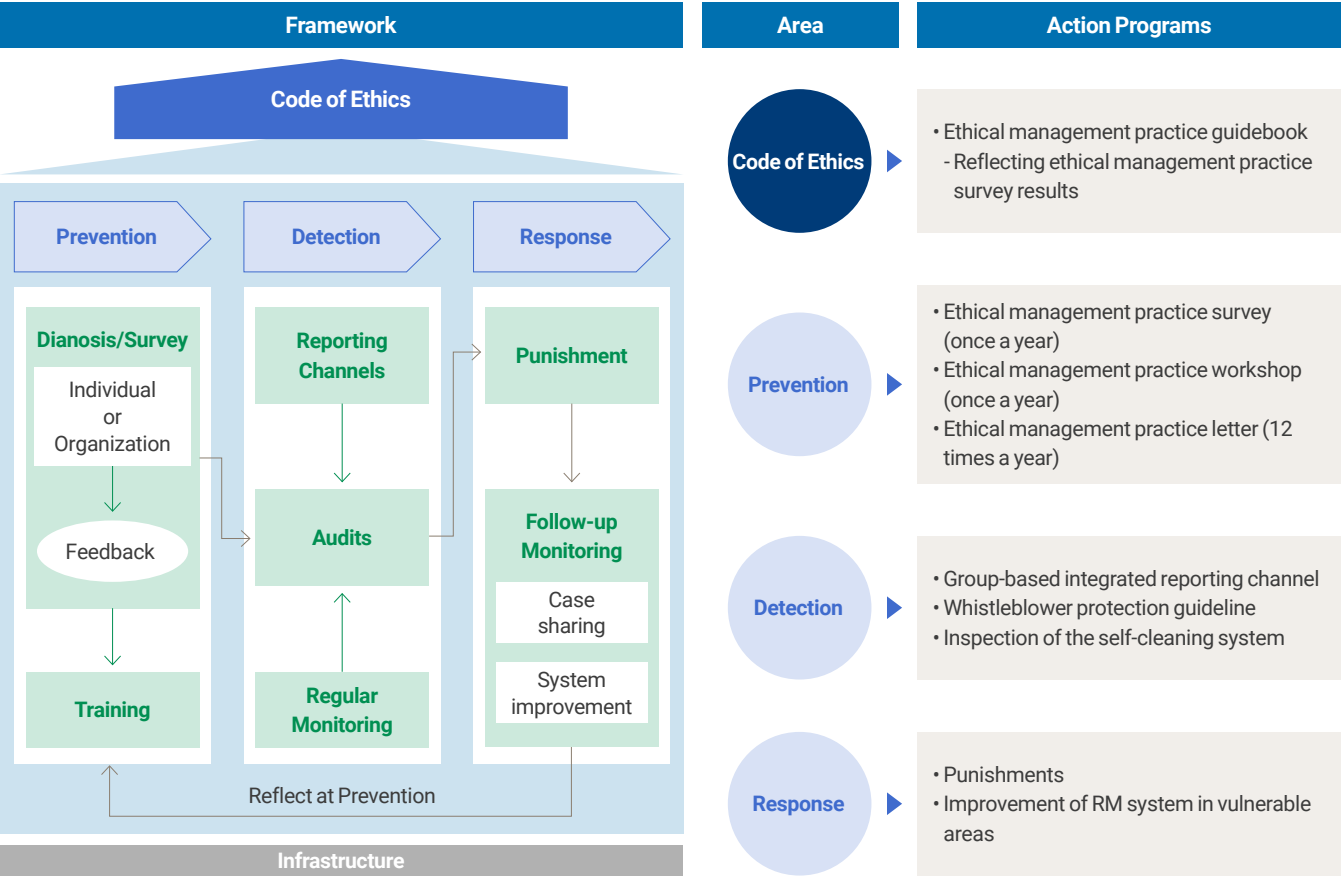 Framework
Code of Ethics
Prevention
Detection
Response
Dianosis/Survey
Individual
or
Organization
Feedback
Training
Reporting
Channels
Audits
Regular
Monitoring
Punishment
Follow-up
Monitoring
Case
sharing
System
improvement
Reflect at Prevention
Infrastructure
Area
Action Programs
Code of Ethics
• Ethical management practice guidebook
- Reflecting ethical management practice
survey results
Prevention
• Ethical management practice survey
(once a year)
• Ethical management practice workshop
(once a year)
• Ethical management practice letter (12
times a year)
Detection
• Group-based integrated reporting channel
• Whistleblower protection guideline
• Inspection of the self-cleaning system
Response
• Punishments
• Improvement of RM system in vulnerable
areas